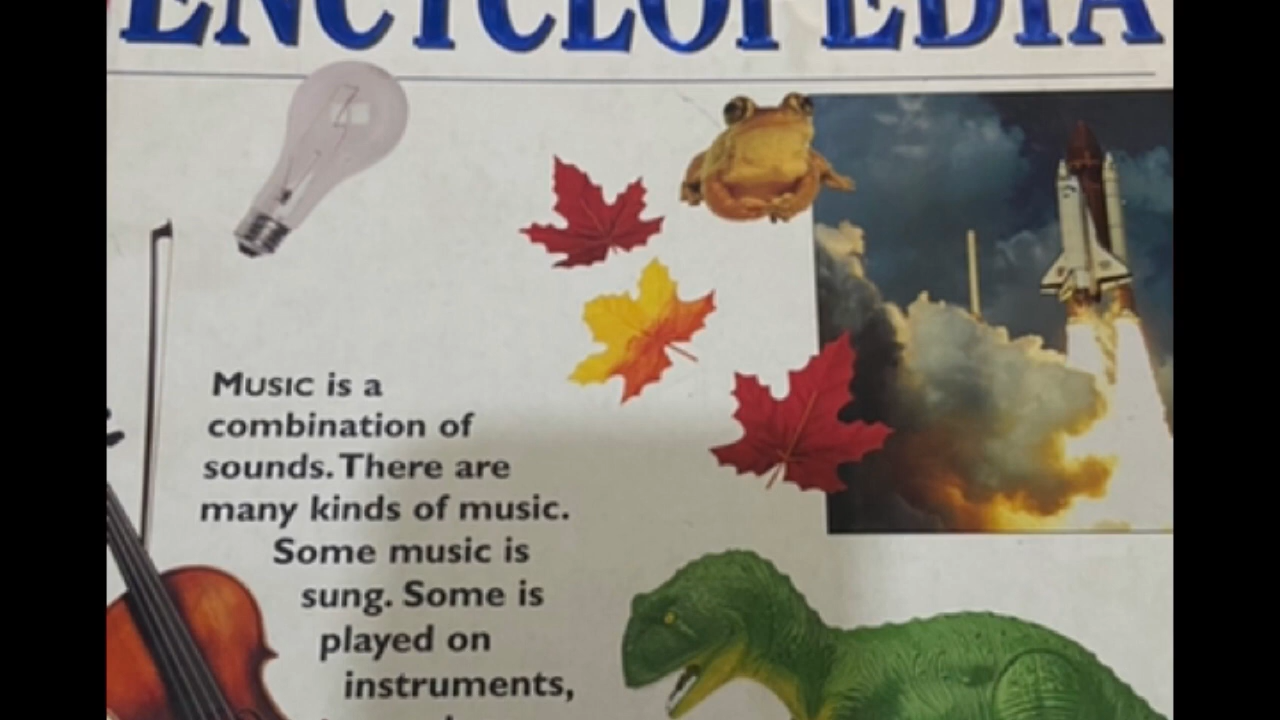 ENCYCLOPEDIA
MUSIC is a
combination of
sounds. There are
many kinds of music.
Some music is
sung. Some is
played on
instruments,